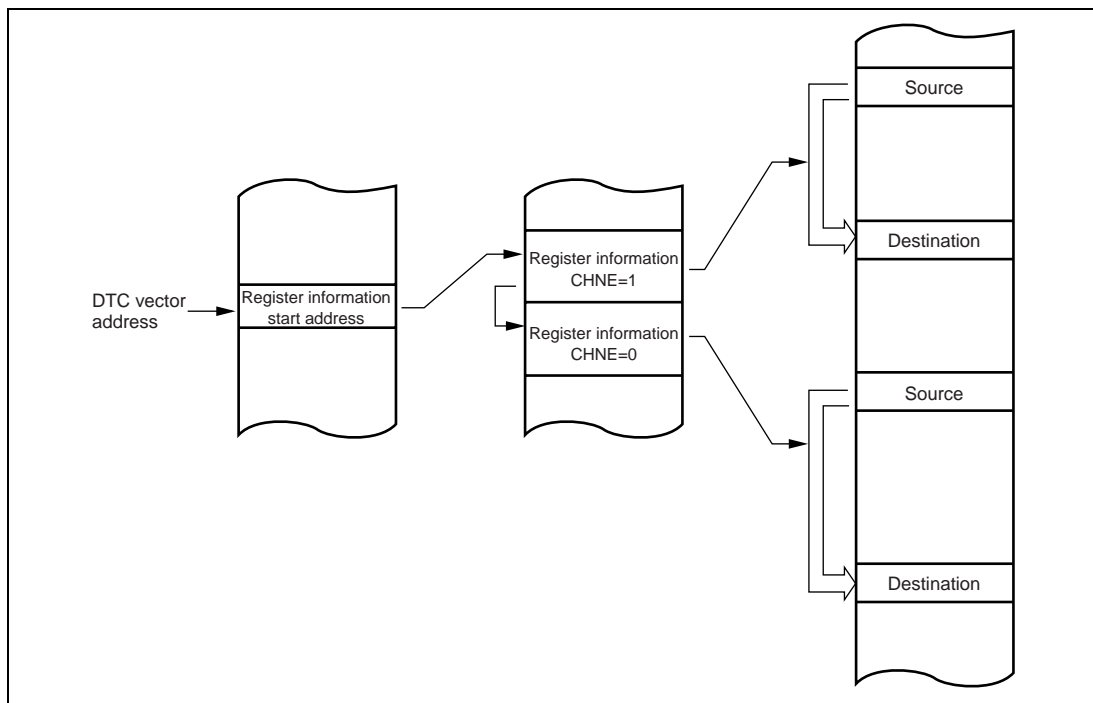 DTC vector
address
Register information
start address
Register information
CHNE=1
Register information
CHNE=0
Source
Destination
Source
Destination